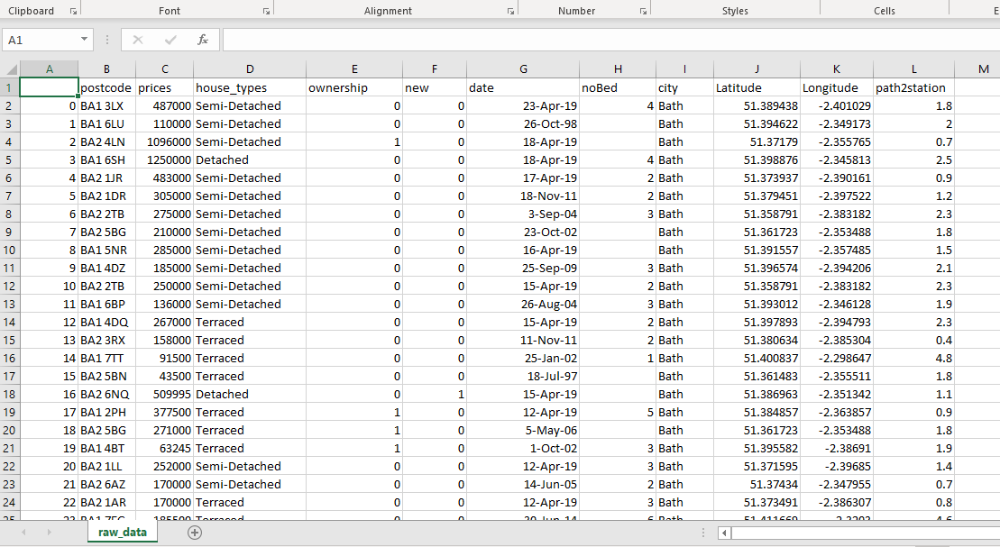 Clipboard Font Alignment Number Styles Cells
A1 fx
A B C D E F G H I J K L M
1 postcode prices house_types ownership new date noBed city Latitude Longitude path2station
2 0 BA1 3LX 487000 Semi-Detached 0 0 23-Apr-19 4 Bath 51.389438 -2.401029 1.8
3 1 BA1 6LU 110000 Semi-Detached 0 0 26-Oct-98 Bath 51.394622 -2.349173 2
4 2 BA2 4LN 1096000 Semi-Detached 1 0 18-Apr-19 Bath 51.37179 -2.355765 0.7
5 3 BA1 6SH 1250000 Detached 0 0 18-Apr-19 4 Bath 51.398876 -2.345813 2.5
6 4 BA2 1JR 483000 Semi-Detached 0 0 17-Apr-19 2 Bath 51.373937 -2.390161 0.9
7 5 BA2 1DR 305000 Semi-Detached 0 0 18-Nov-11 2 Bath 51.379451 -2.397522 1.2
8 6 BA2 2TB 275000 Semi-Detached 0 0 3-Sep-04 3 Bath 51.358791 -2.383182 2.3
9 7 BA2 5BG 210000 Semi-Detached 0 0 23-Oct-02 Bath 51.361723 -2.353488 1.8
10 8 BA1 5NR 285000 Semi-Detached 0 0 16-Apr-19 Bath 51.391557 -2.357485 1.5
11 9 BA1 4DZ 185000 Semi-Detached 0 0 25-Sep-09 3 Bath 51.396574 -2.394206 2.1
12 10 BA2 2TB 250000 Semi-Detached 0 0 15-Apr-19 2 Bath 51.358791 -2.383182 2.3
13 11 BA1 6BP 136000 Semi-Detached 0 0 26-Aug-04 3 Bath 51.393012 -2.346128 1.9
14 12 BA1 4DQ 267000 Terraced 0 0 15-Apr-19 2 Bath 51.397893 -2.394793 2.3
15 13 BA2 3RX 158000 Terraced 0 0 11-Nov-11 2 Bath 51.380634 -2.385304 0.4
16 14 BA1 7TT 91500 Terraced 0 0 25-Jan-02 1 Bath 51.400837 -2.298647 4.8
17 15 BA2 5BN 43500 Terraced 0 0 18-Jul-97 Bath 51.361483 -2.355511 1.8
18 16 BA2 6NQ 509995 Detached 0 1 15-Apr-19 Bath 51.386963 -2.351342 1.1
19 17 BA1 2PH 377500 Terraced 1 0 12-Apr-19 5 Bath 51.384857 -2.363857 0.9
20 18 BA2 5BG 271000 Terraced 1 0 5-May-06 Bath 51.361723 -2.353488 1.8
21 19 BA1 4BT 63245 Terraced 1 0 1-Oct-02 3 Bath 51.395582 -2.38691 1.9
22 20 BA2 1LL 252000 Semi-Detached 0 0 12-Apr-19 3 Bath 51.371595 -2.39685 1.4
23 21 BA2 6AZ 170000 Semi-Detached 0 0 14-Jun-05 2 Bath 51.37434 -2.347955 0.7
24 22 BA2 1AR 170000 Terraced 0 0 12-Apr-19 3 Bath 51.373491 -2.386307 0.8
raw_data